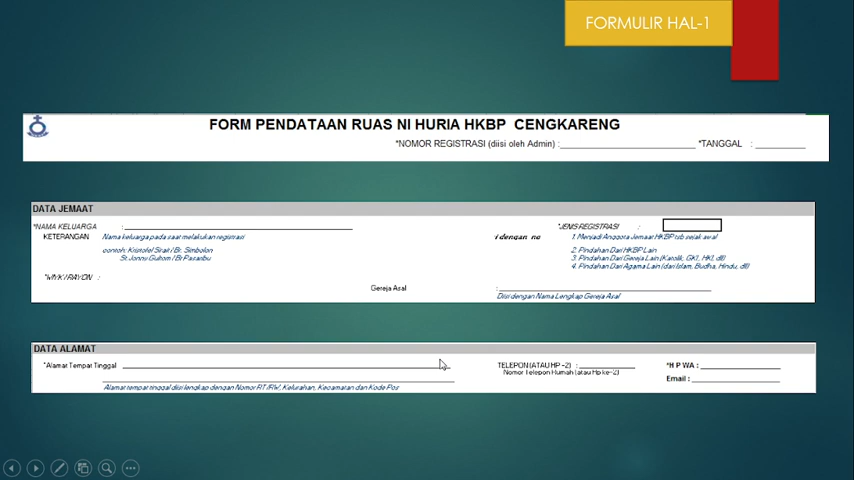 FORMULIR HAL-1
FORM PENDATAAN RUAS NI HURIA HKBP CENGKARENG
*NOMOR REGISTRASI (diisi oleh Admin) : *TANGGAL :
DATA JEMAAT
*NAMA KELUARGA : *JENIS REGISTRASI :
KETERANGAN Nama keluarga pada saat melakukan registrasi i dengan no 1. Menjadi Anggota Jemaat HKBP tsb sejak awal
contoh: Kristofel Sirait / Br. Simbolon 2. Pindahan Dari HKBP Lain
St. Jonny Gultom / Br Pasaribu 3. Pindahan Dari Gereja Lain (Katolik, GKI, HKI, dll)
4. Pindahan Dari Agama Lain (dari Islam, Budha, Hindu, dll)
*WYK / RAYON :
Gereja Asal :
Diisi dengan Nama Lengkap Gereja Asal
DATA ALAMAT
*Alamat Tempat Tinggal TELEPON (ATAU HP -2) : *H P WA :
Nomor Telepon Rumah (atau Hp ke-2)
Email :
Alamat tempat tinggal diisi lengkap dengan Nomor RT/RW, Kelurahan, Kecamatan dan Kode Pos